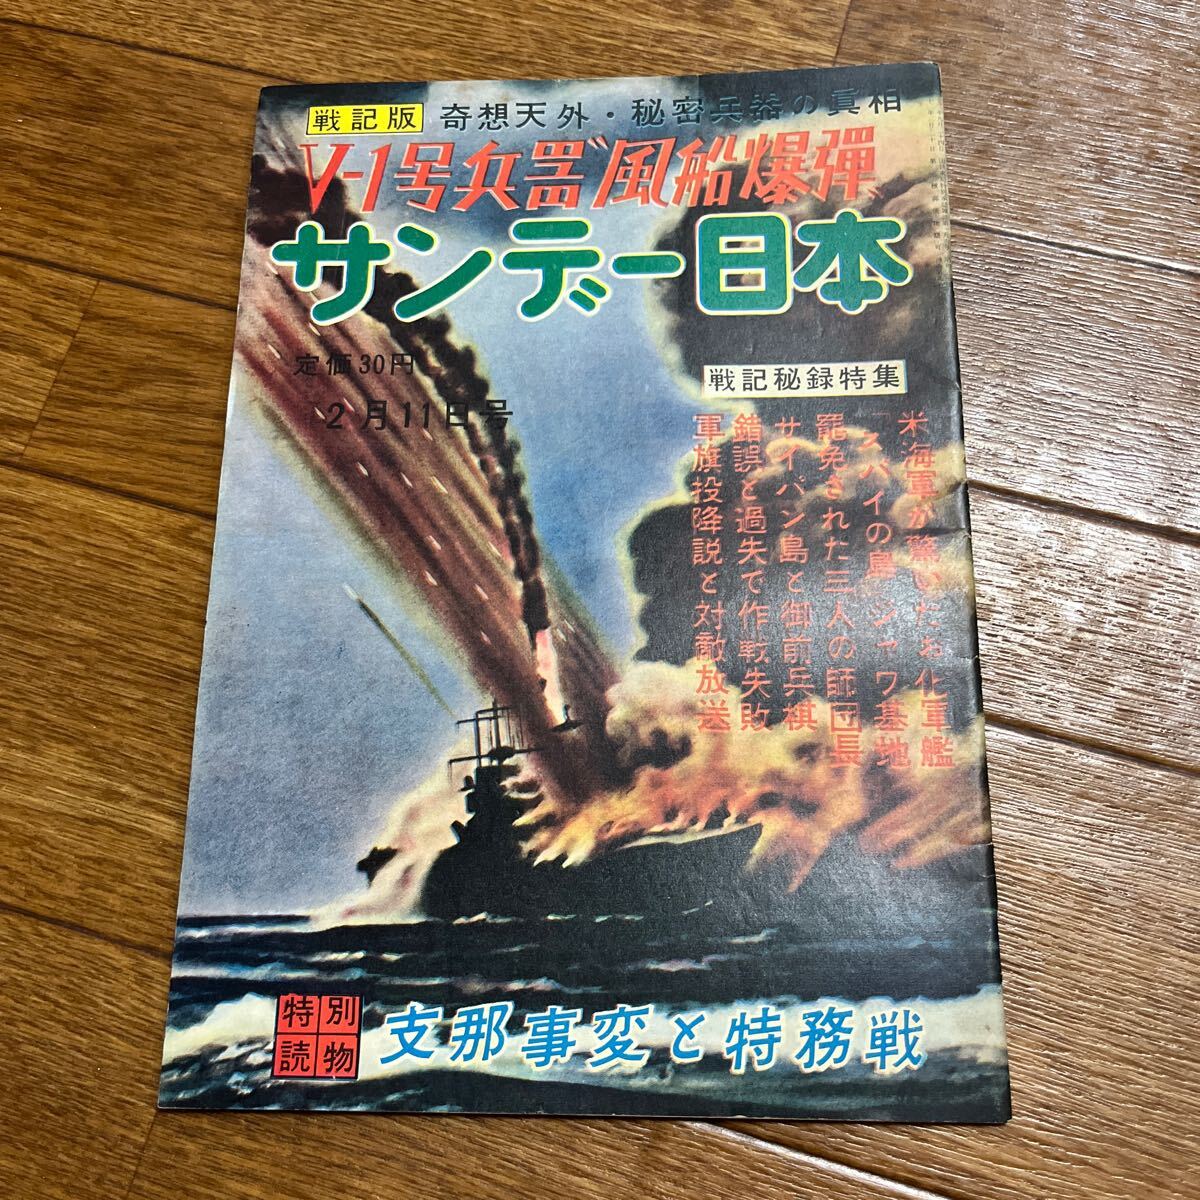 戦記版 奇想天外・秘密兵器の真相
V-1号兵器"風船爆弾"
サンデー日本
定価30円
2月11日号
戦記秘録特集
米海軍が驚いたお化軍艦
「スパイの島」ジャワ基地
罷免された三人の師団長
サイパン島と御前兵棋
錯誤と過失で作戦失敗
軍旗投降説と対敵放送
特別読物
支那事変と特務戦